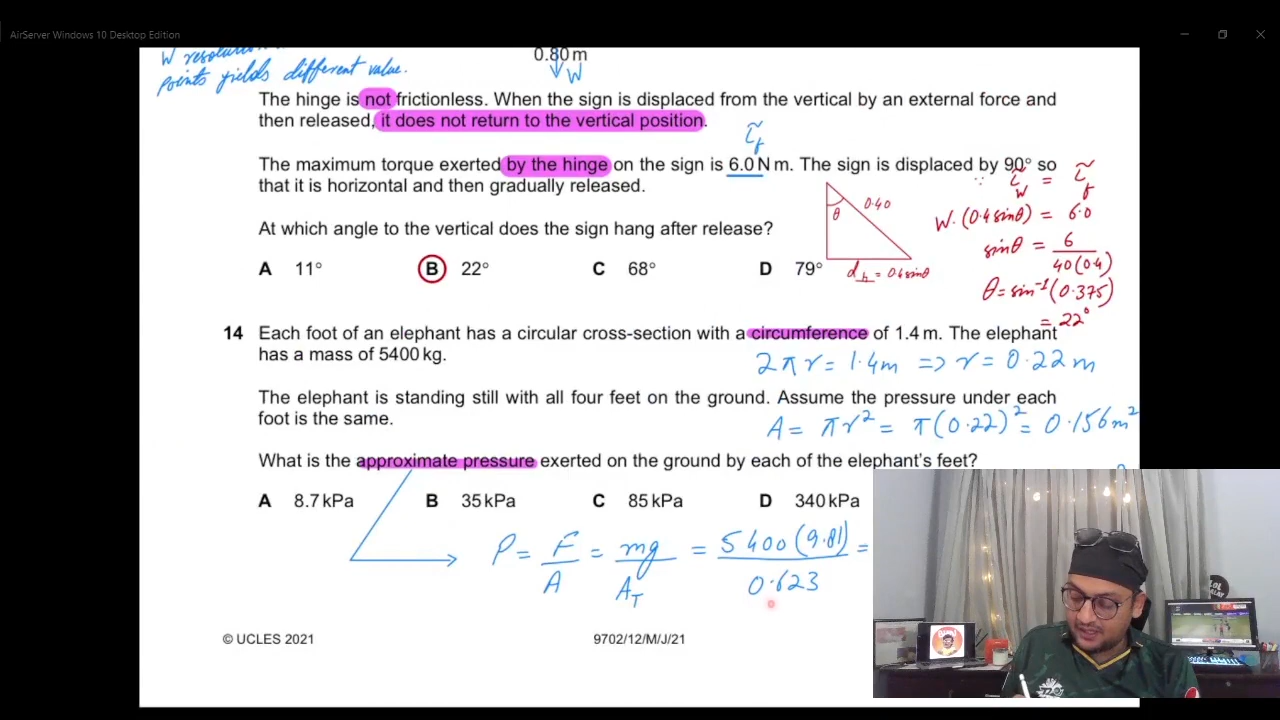 AirServer Windows 10 Desktop Edition
0.80 m
W
points yields different value.
The hinge is not frictionless. When the sign is displaced from the vertical by an external force and
then released, it does not return to the vertical position.
τ̃f
The maximum torque exerted by the hinge on the sign is 6.0 N m. The sign is displaced by 90° so
that it is horizontal and then gradually released.
∵ τ̃W = τ̃f
θ 0.40
W. (0.4 sinθ) = 6.0
At which angle to the vertical does the sign hang after release?
sinθ = 6 / 40(0.4)
A 11° B 22° C 68° D 79°
dh = 0.4 sinθ
θ = sin⁻¹(0.375)
= 22°
14 Each foot of an elephant has a circular cross-section with a circumference of 1.4 m. The elephant
has a mass of 5400 kg.
2πr = 1.4m => r = 0.22 m
The elephant is standing still with all four feet on the ground. Assume the pressure under each
foot is the same.
A = πr² = π(0.22)² = 0.156 m²
What is the approximate pressure exerted on the ground by each of the elephant's feet?
A 8.7 kPa B 35 kPa C 85 kPa D 340 kPa
P = F/A = mg/AT = 5400(9.81)/0.623 =
© UCLES 2021 9702/12/M/J/21